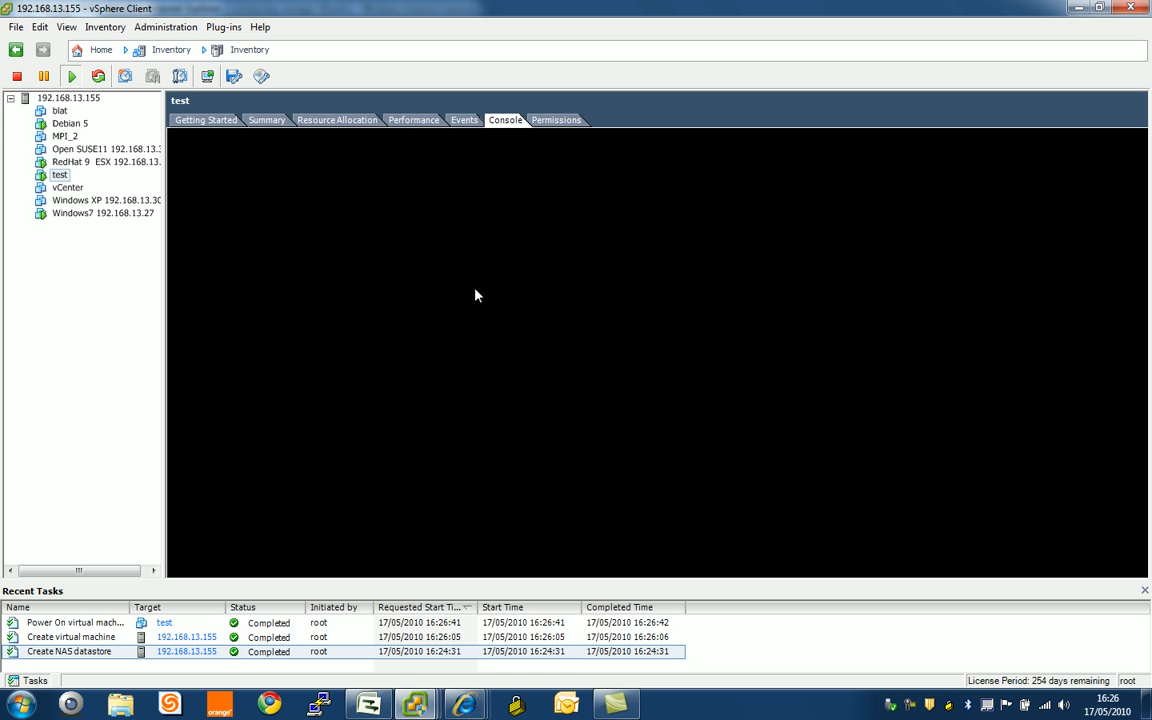 192.168.13.155 - vSphere Client
File Edit View Inventory Administration Plug-ins Help
Home Inventory Inventory
192.168.13.155
blat
Debian 5
MPI_2
Open SUSE11 192.168.13.3
RedHat 9 ESX 192.168.13.
test
vCenter
Windows XP 192.168.13.30
Windows7 192.168.13.27
test
Getting Started Summary Resource Allocation Performance Events Console Permissions
Recent Tasks
Name Target Status Initiated by Requested Start Ti... Start Time Completed Time
Power On virtual mach... test Completed root 17/05/2010 16:26:41 17/05/2010 16:26:41 17/05/2010 16:26:42
Create virtual machine 192.168.13.155 Completed root 17/05/2010 16:26:05 17/05/2010 16:26:05 17/05/2010 16:26:06
Create NAS datastore 192.168.13.155 Completed root 17/05/2010 16:24:31 17/05/2010 16:24:31 17/05/2010 16:24:31
Tasks License Period: 254 days remaining root
orange
16:26
17/05/2010